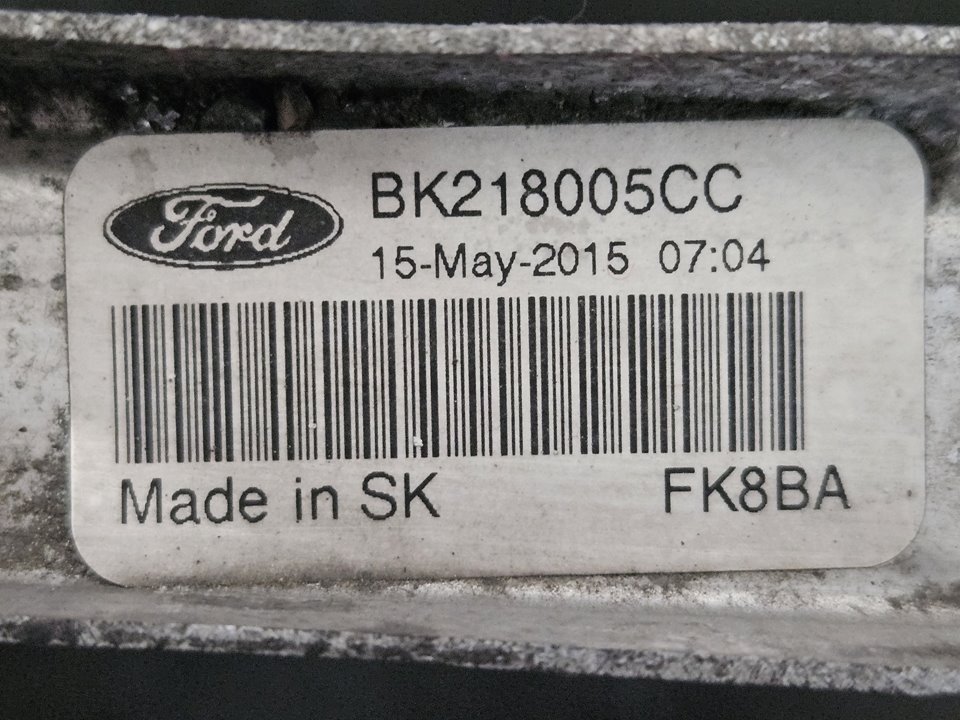 Ford
BK218005CC
15-May-2015 07:04
Made in SK
FK8BA